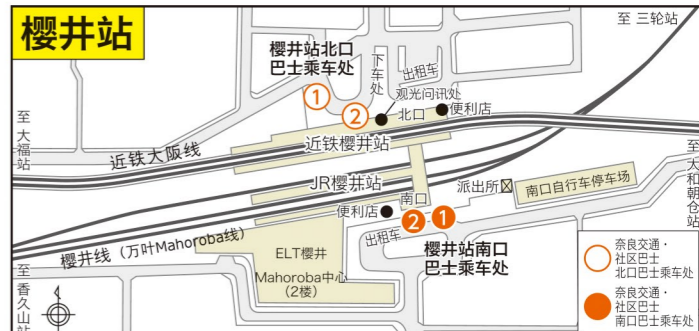 樱井站
至 三轮站
樱井站北口
巴士乘车处
下车处
出租车
观光问讯处
①
②
北口
便利店
至 大福站
近铁大阪线
近铁樱井站
至 大和朝仓站
JR樱井站
南口
派出所
南口自行车停车场
便利店
②
①
出租车
樱井站南口
巴士乘车处
樱井线（万叶Mahoroba线）
ELT樱井
Mahoroba中心
（2楼）
至 香久山站
奈良交通・
社区巴士
北口巴士乘车处
奈良交通・
社区巴士
南口巴士乘车处